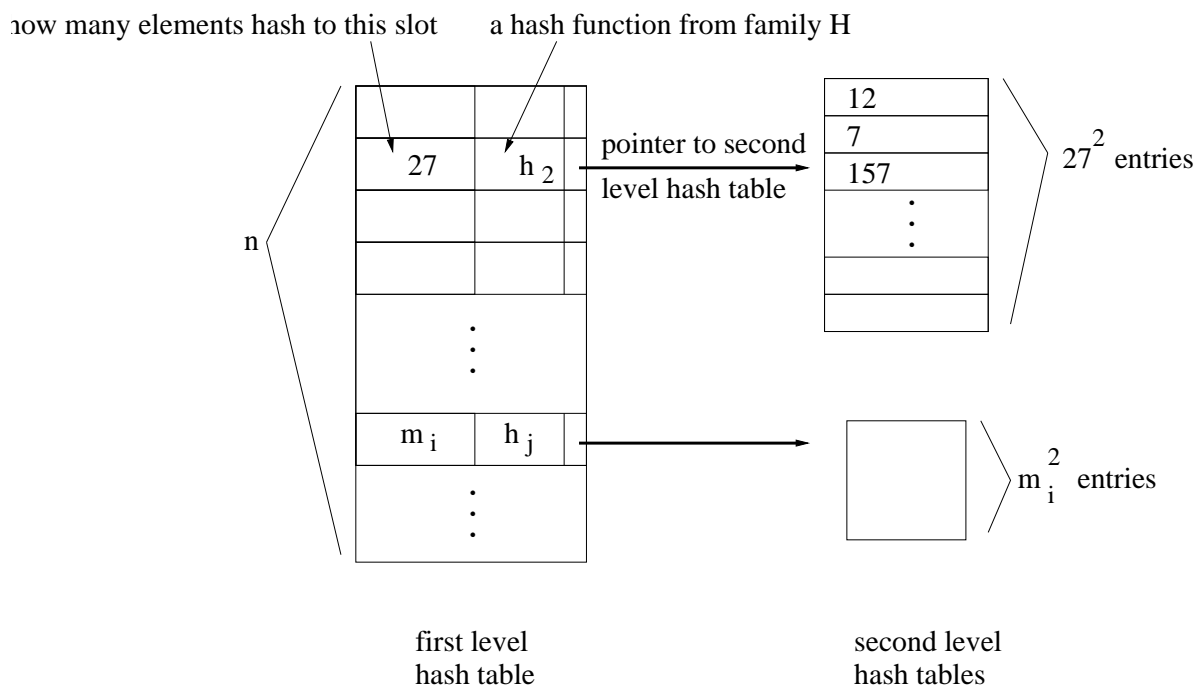 how many elements hash to this slot
a hash function from family H
12
7
27
h 2
pointer to second
level hash table
157
27 2 entries
n
m i
h j
m i 2 entries
first level
hash table
second level
hash tables